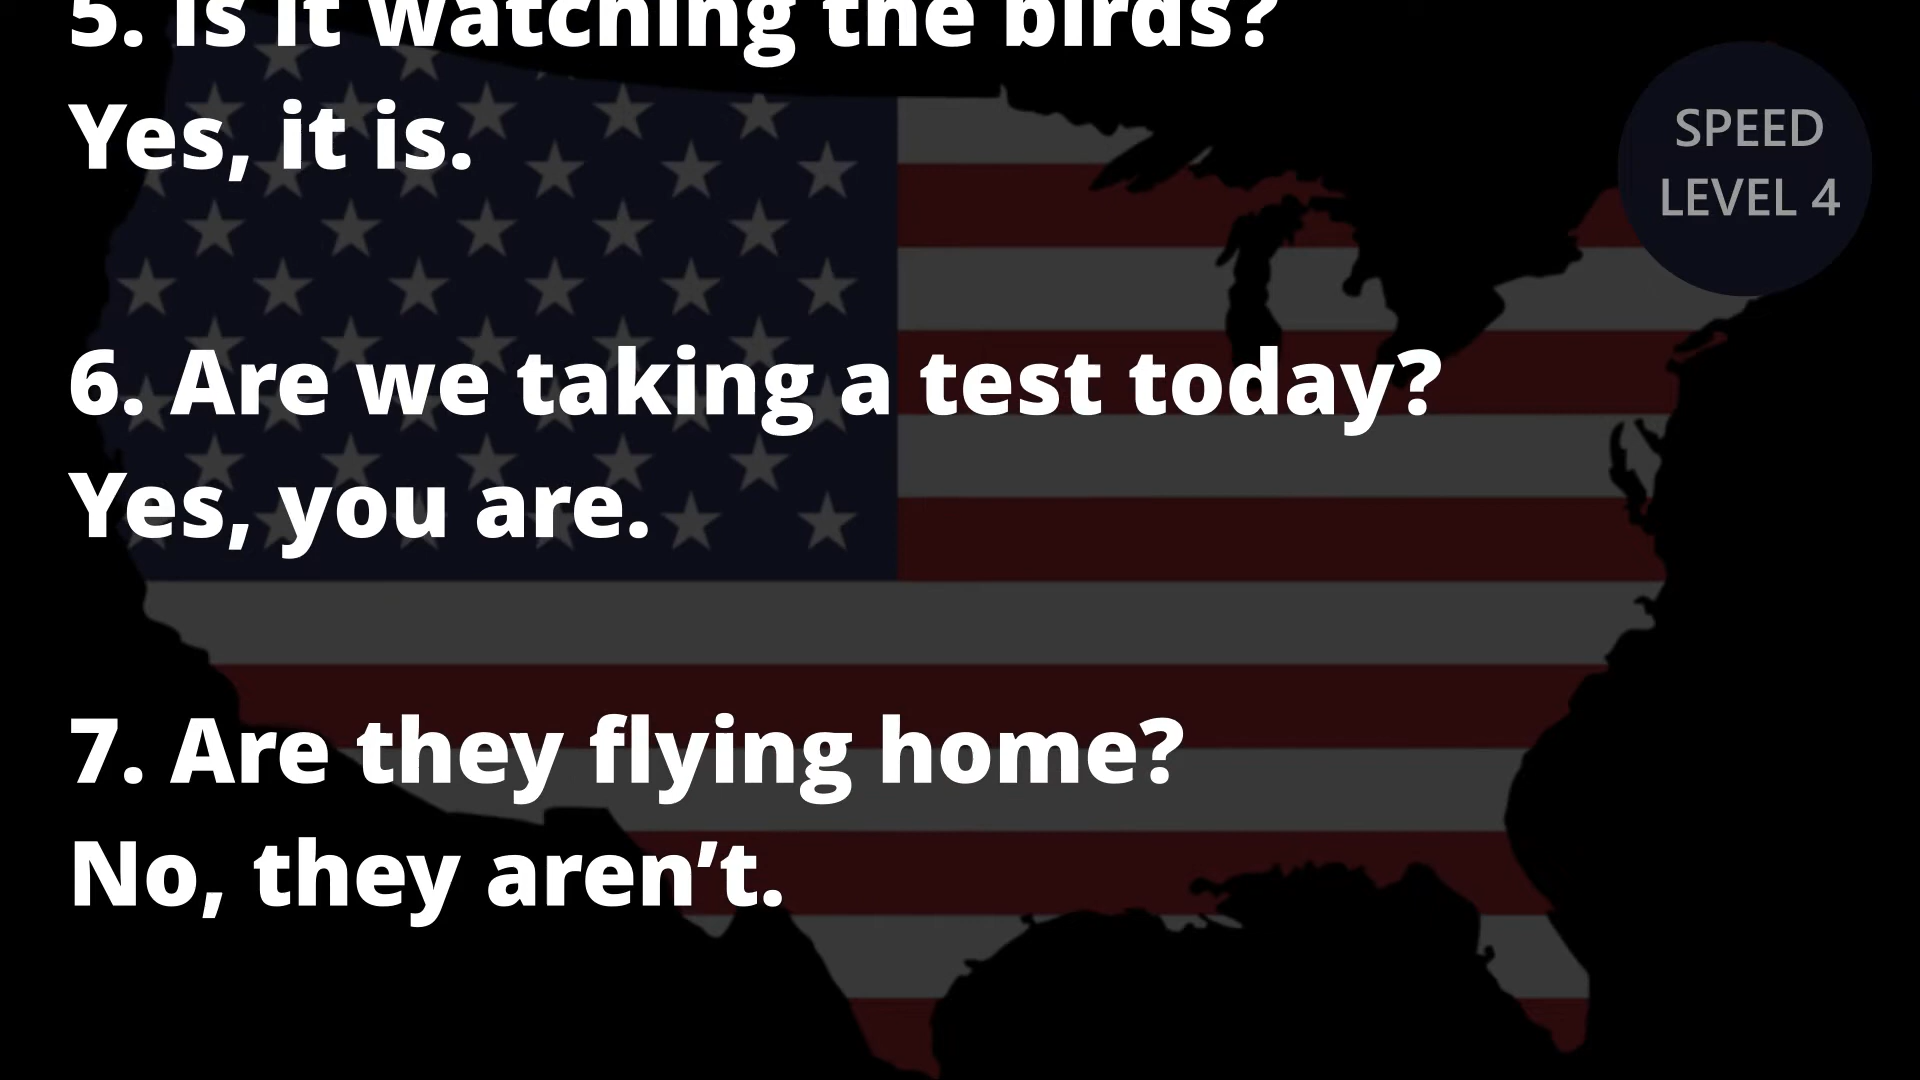 5. Is it watching the birds?
Yes, it is.
SPEED
LEVEL 4
6. Are we taking a test today?
Yes, you are.
7. Are they flying home?
No, they aren’t.